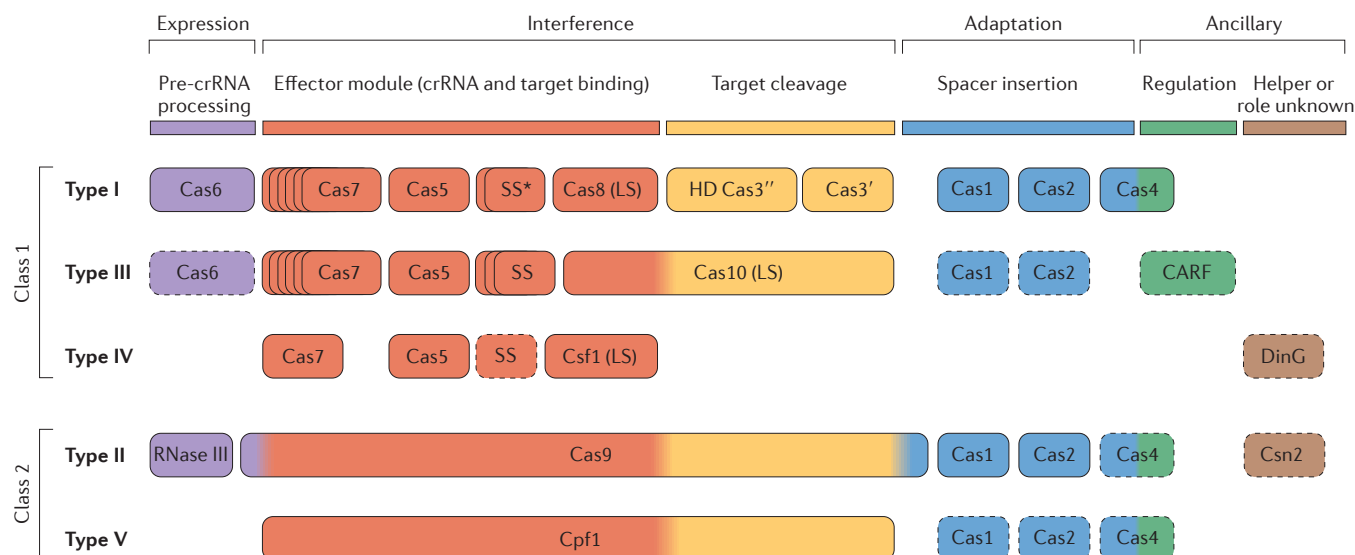 Expression Interference Adaptation Ancillary
Pre-crRNA processing Effector module (crRNA and target binding) Target cleavage Spacer insertion Regulation Helper or role unknown
Class 1
Type I Cas6 Cas7 Cas5 SS* Cas8 (LS) HD Cas3′′ Cas3′ Cas1 Cas2 Cas4
Type III Cas6 Cas7 Cas5 SS Cas10 (LS) Cas1 Cas2 CARF
Type IV Cas7 Cas5 SS Csf1 (LS) DinG
Class 2
Type II RNase III Cas9 Cas1 Cas2 Cas4 Csn2
Type V Cpf1 Cas1 Cas2 Cas4